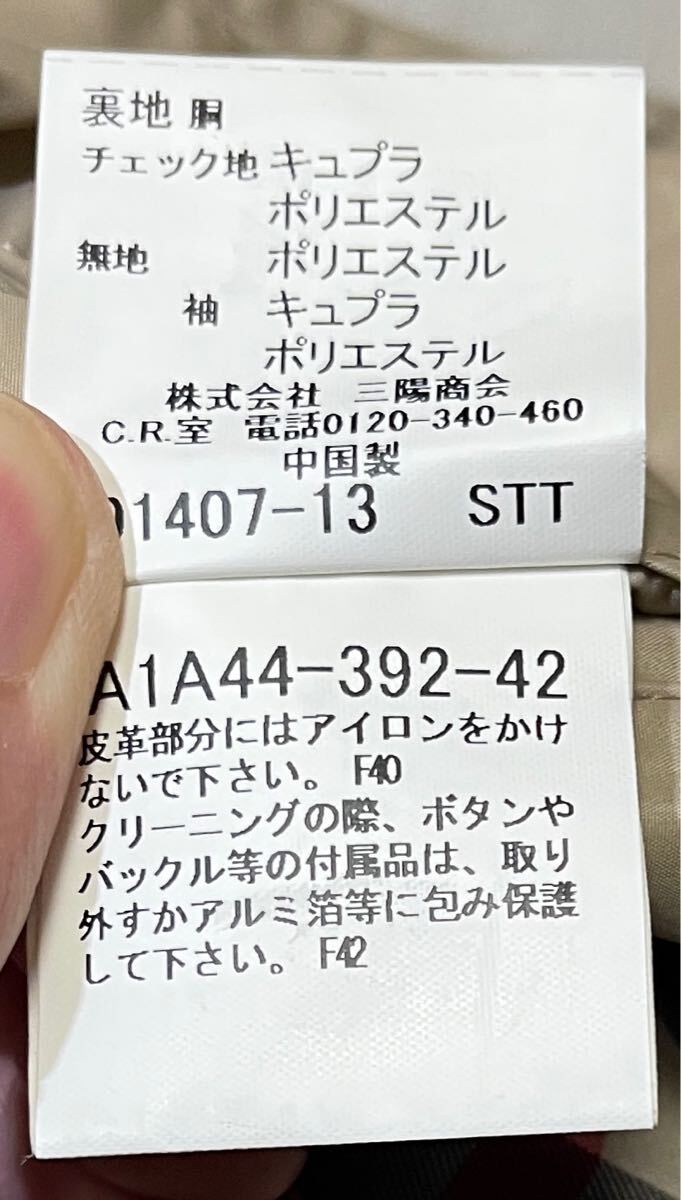 裏地 胴
チェック地 キュプラ
ポリエステル
無地 ポリエステル
袖 キュプラ
ポリエステル
株式会社 三陽商会
C.R.室 電話0120-340-460
中国製
01407-13 STT
A1A44-392-42
皮革部分にはアイロンをかけ
ないで下さい。 F40
クリーニングの際、ボタンや
バックル等の付属品は、取り
外すかアルミ箔等に包み保護
して下さい。 F42